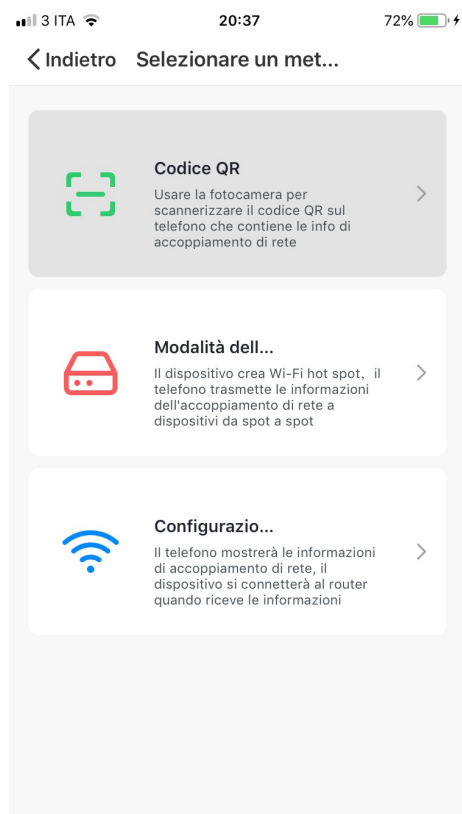 3 ITA 20:37 72%
Indietro Selezionare un met...
Codice QR
Usare la fotocamera per
scannerizzare il codice QR sul
telefono che contiene le info di
accoppiamento di rete
Modalità dell...
Il dispositivo crea Wi-Fi hot spot, il
telefono trasmette le informazioni
dell'accoppiamento di rete a
dispositivi da spot a spot
Configurazio...
Il telefono mostrerà le informazioni
di accoppiamento di rete, il
dispositivo si connetterà al router
quando riceve le informazioni